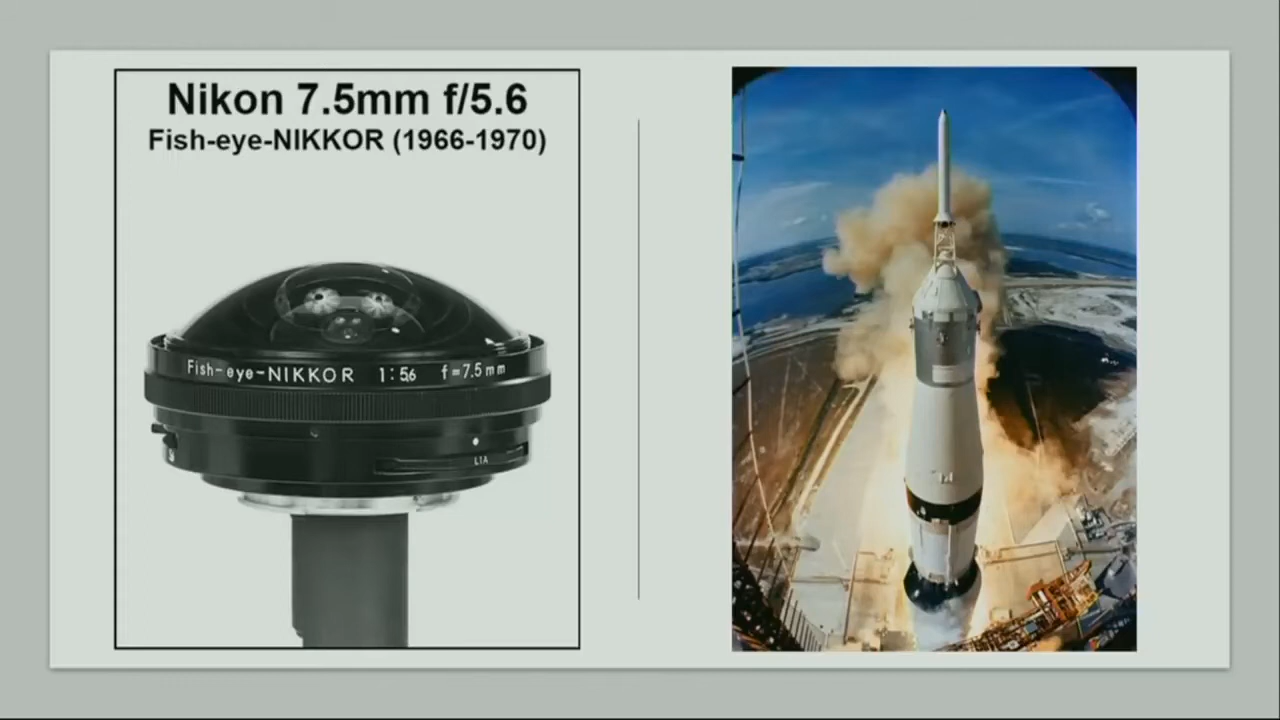 Nikon 7.5mm f/5.6
Fish-eye-NIKKOR (1966-1970)
Fish-eye-NIKKOR 1:5.6 f=7.5mm